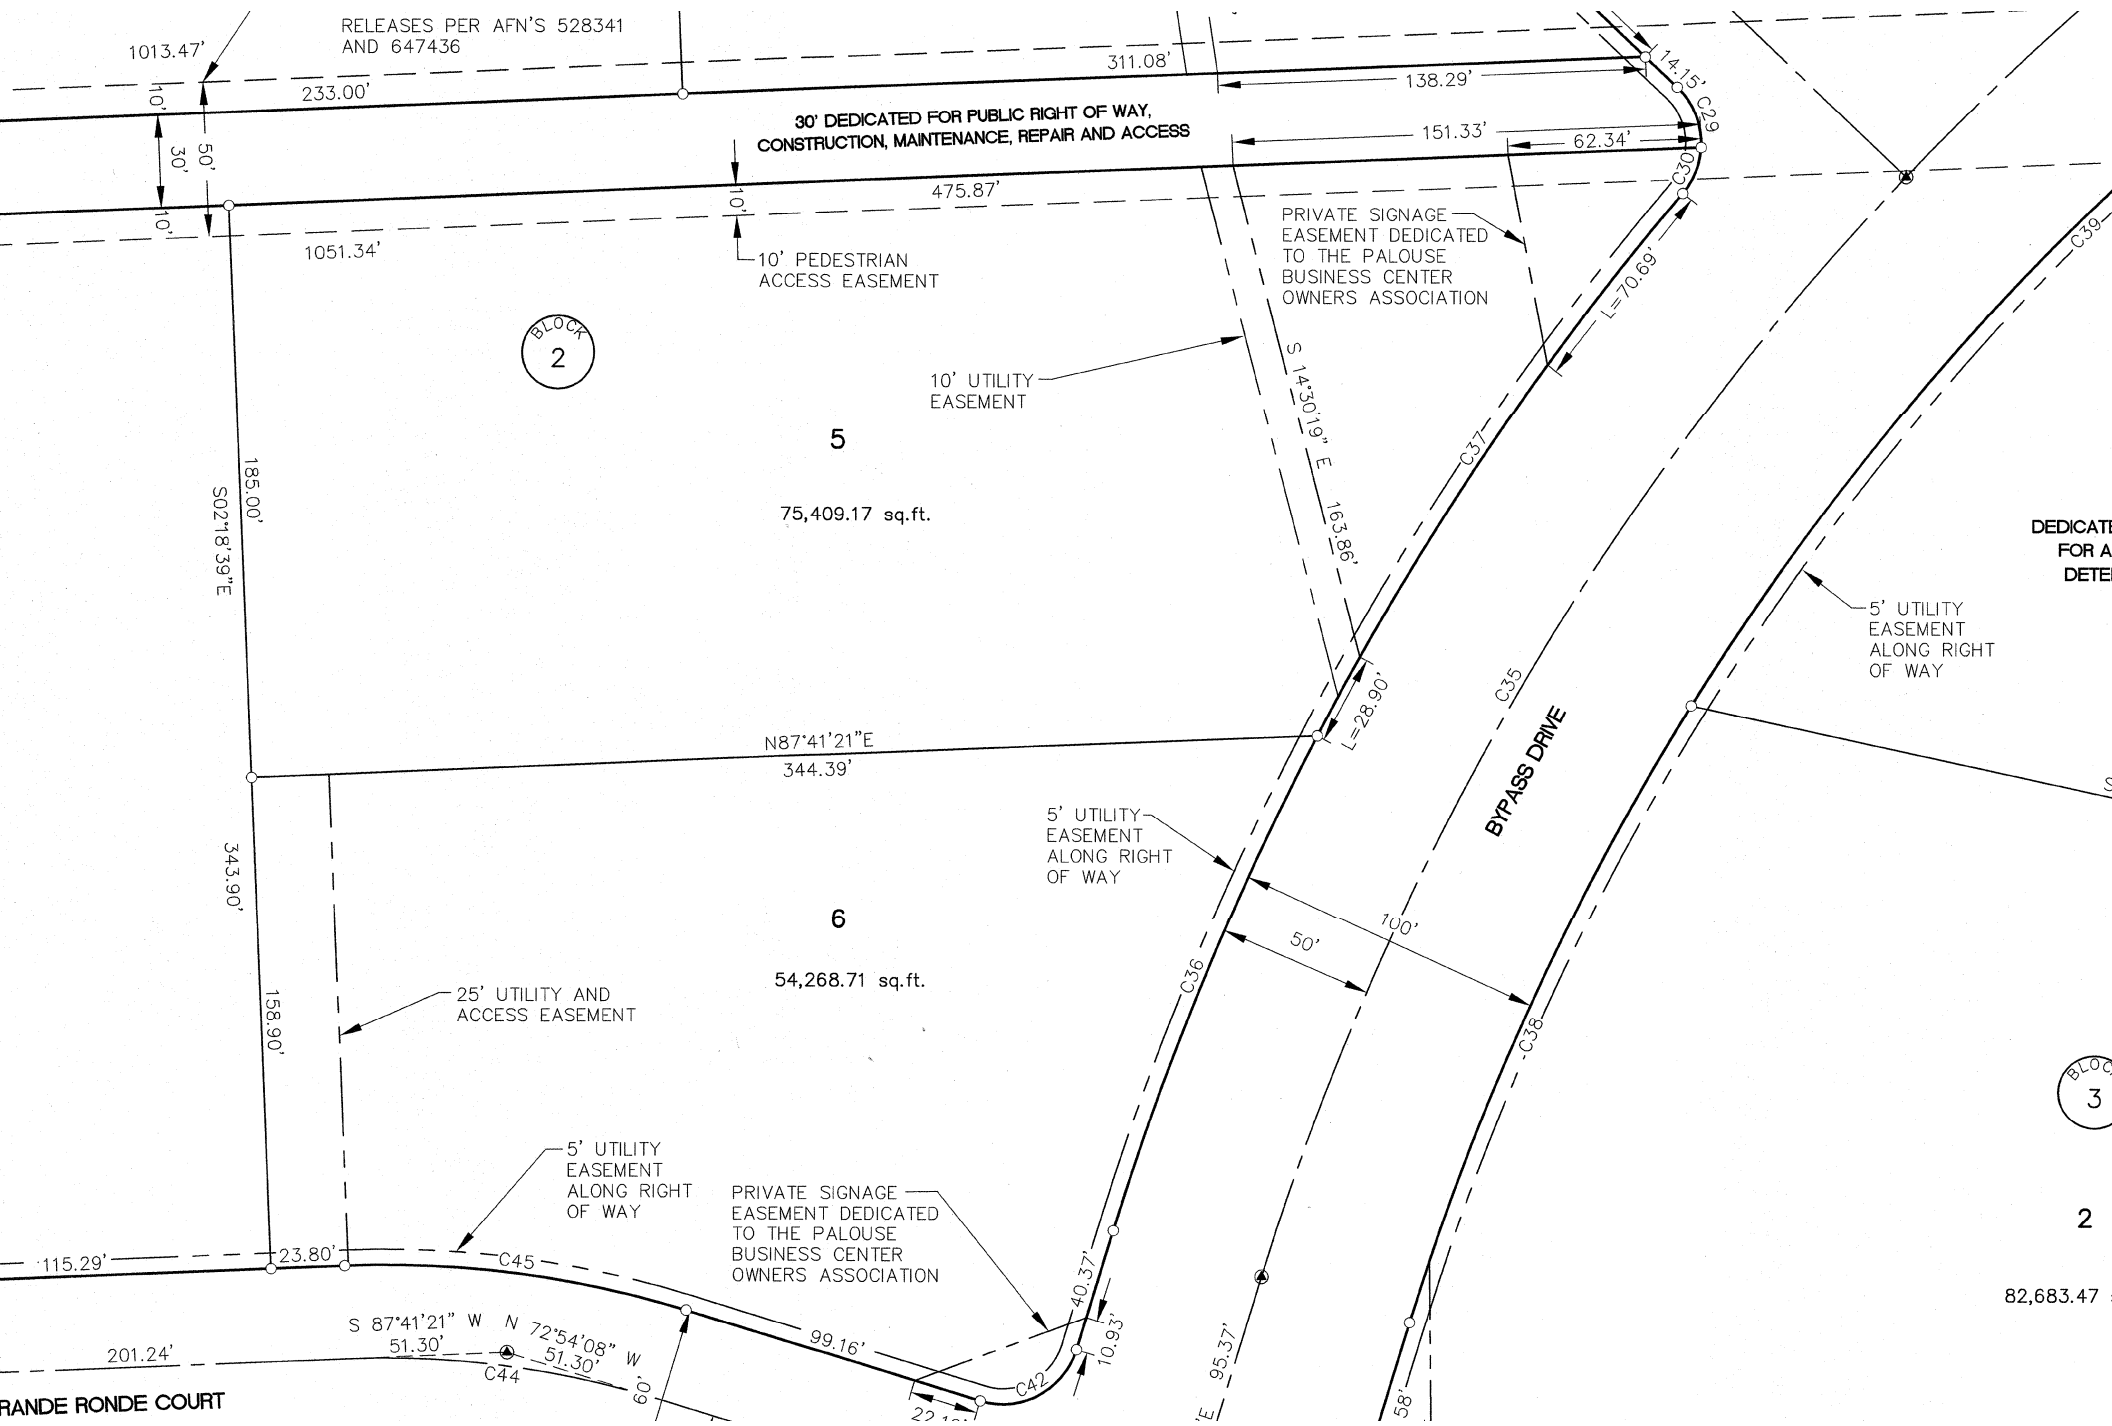 RELEASES PER AFN'S 528341
AND 647436
1013.47'
233.00'
311.08'
138.29'
14.15'
C29
10'
30'
50'
10'
30' DEDICATED FOR PUBLIC RIGHT OF WAY,
CONSTRUCTION, MAINTENANCE, REPAIR AND ACCESS
151.33'
62.34'
C30
475.87'
10'
1051.34'
10' PEDESTRIAN
ACCESS EASEMENT
PRIVATE SIGNAGE
EASEMENT DEDICATED
TO THE PALOUSE
BUSINESS CENTER
OWNERS ASSOCIATION
L=70.69'
C39
BLOCK
2
10' UTILITY
EASEMENT
S 14°30'19" E 163.86'
C37
5
75,409.17 sq.ft.
185.00'
S02°18'39"E
DEDICATE
FOR A
DETE
5' UTILITY
EASEMENT
ALONG RIGHT
OF WAY
C35
BYPASS DRIVE
L=28.90'
N87°41'21"E
344.39'
S
5' UTILITY
EASEMENT
ALONG RIGHT
OF WAY
343.90'
158.90'
6
54,268.71 sq.ft.
100'
50'
C36
C38
25' UTILITY AND
ACCESS EASEMENT
BLOC
3
5' UTILITY
EASEMENT
ALONG RIGHT
OF WAY
PRIVATE SIGNAGE
EASEMENT DEDICATED
TO THE PALOUSE
BUSINESS CENTER
OWNERS ASSOCIATION
2
82,683.47
115.29'
23.80'
C45
40.37'
10.93'
S 87°41'21" W
51.30'
N 72°54'08" W
51.30'
201.24'
C44
60'
99.16'
C42
95.37'
58'
"E
RANDE RONDE COURT